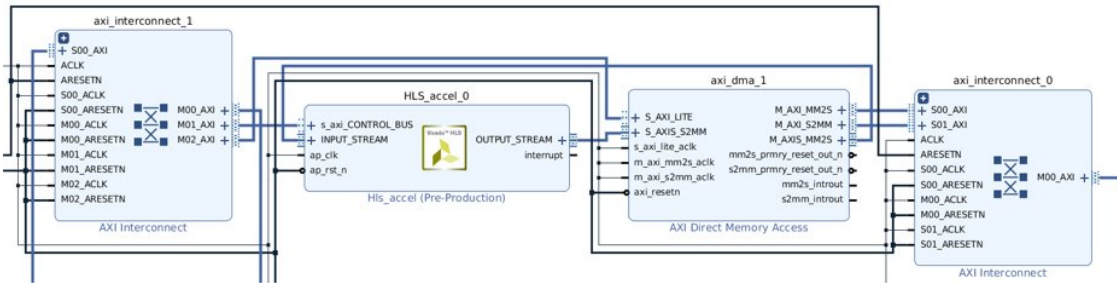 axi_interconnect_1
S00_AXI
ACLK
ARESETN
S00_ACLK
S00_ARESETN
M00_ACLK
M00_ARESETN
M01_ACLK
M01_ARESETN
M02_ACLK
M02_ARESETN
M00_AXI
M01_AXI
M02_AXI
AXI Interconnect
HLS_accel_0
s_axi_CONTROL_BUS
INPUT_STREAM
ap_clk
ap_rst_n
Vivado™ HLS
OUTPUT_STREAM
interrupt
Hls_accel (Pre-Production)
axi_dma_1
S_AXI_LITE
S_AXIS_S2MM
s_axi_lite_aclk
m_axi_mm2s_aclk
m_axi_s2mm_aclk
axi_resetn
M_AXI_MM2S
M_AXI_S2MM
M_AXIS_MM2S
mm2s_prmry_reset_out_n
s2mm_prmry_reset_out_n
mm2s_introut
s2mm_introut
AXI Direct Memory Access
axi_interconnect_0
S00_AXI
S01_AXI
ACLK
ARESETN
S00_ACLK
S00_ARESETN
M00_ACLK
M00_ARESETN
S01_ACLK
S01_ARESETN
M00_AXI
AXI Interconnect